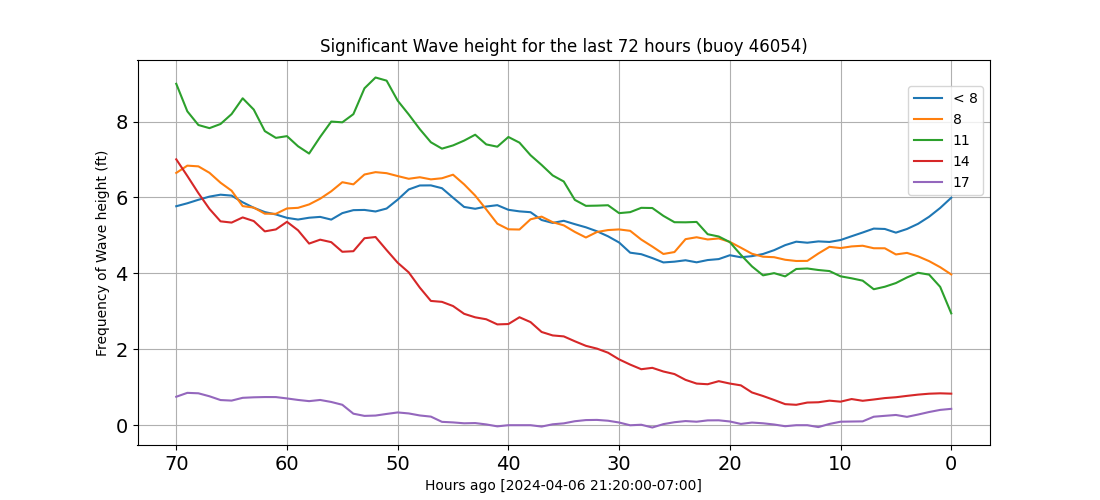 Significant Wave height for the last 72 hours (buoy 46054)
Frequency of Wave height (ft)
8
6
4
2
0
< 8
8
11
14
17
70 60 50 40 30 20 10 0
Hours ago [2024-04-06 21:20:00-07:00]